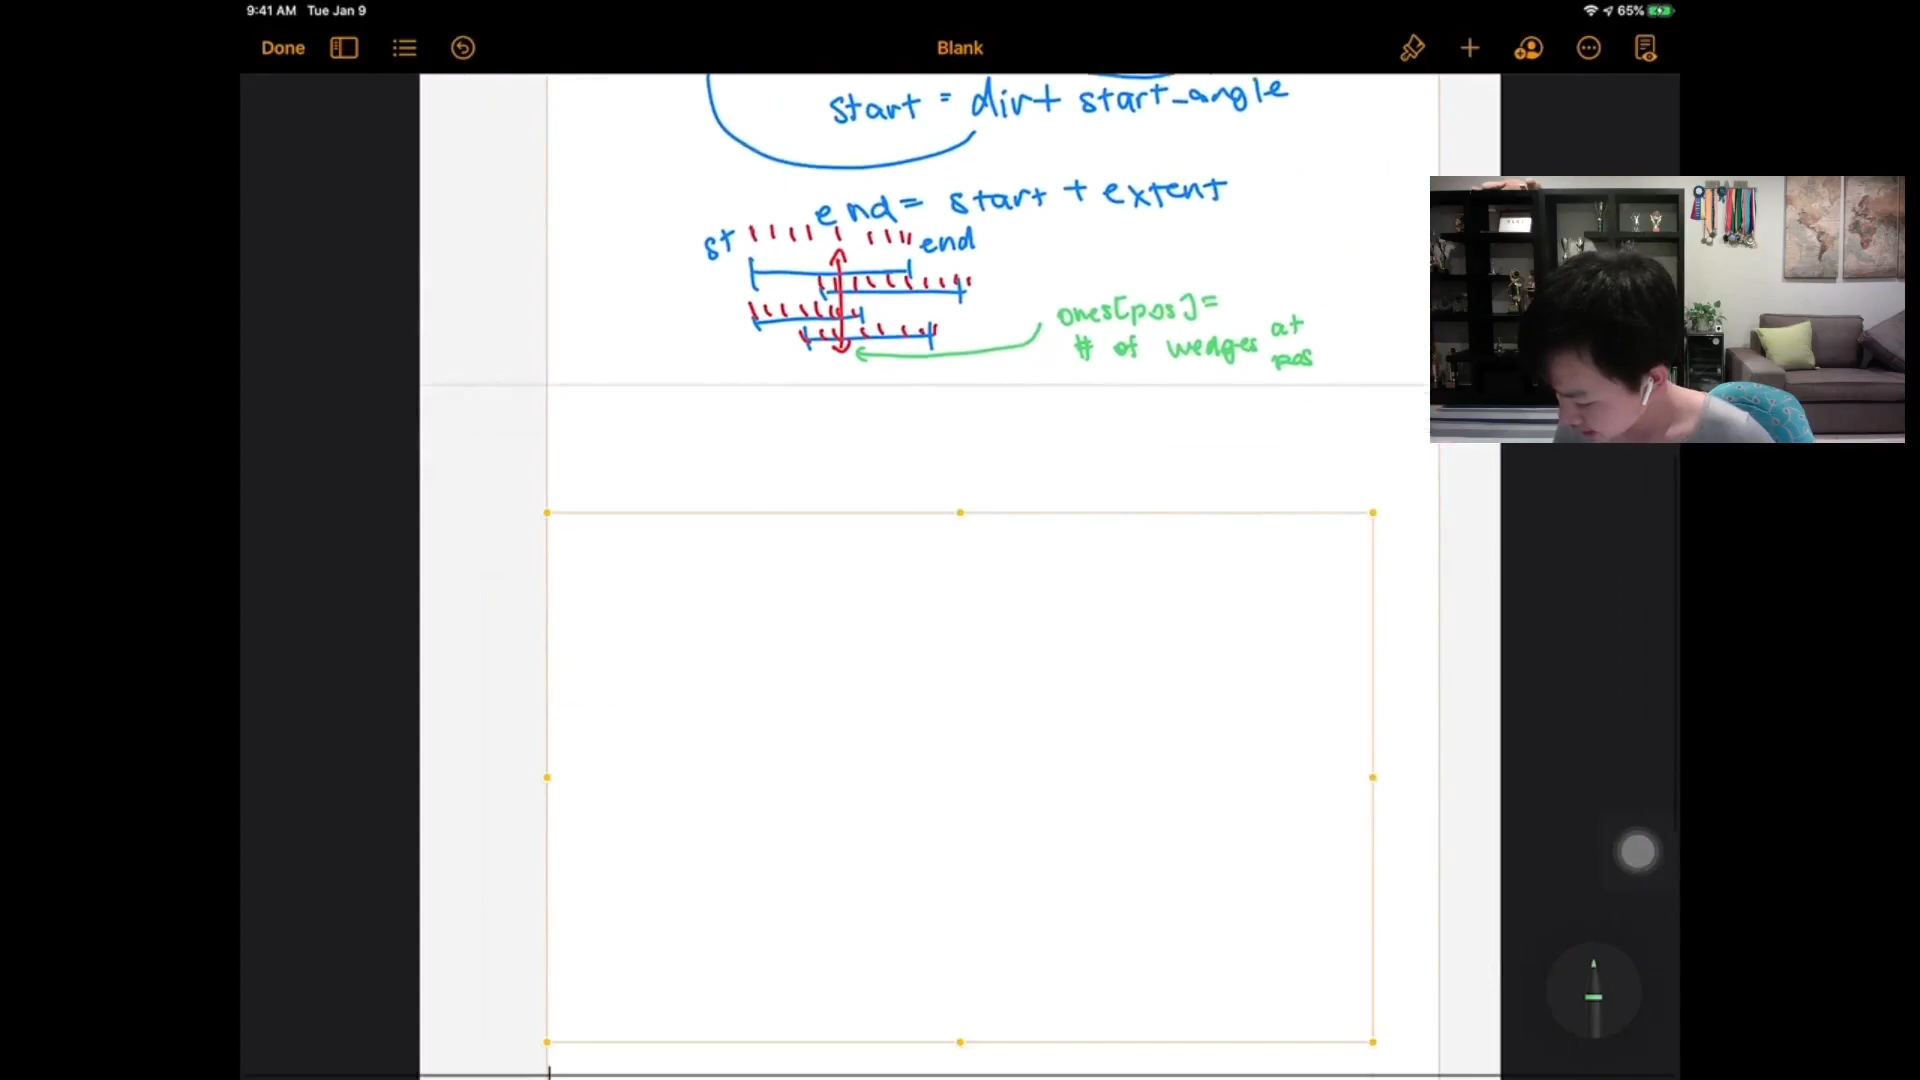 9:41 AM Tue Jan 9
65%
Done
Blank
start = dir+ start_angle
end= start + extent
st
end
ones[pos]=
# of wedges at
pos